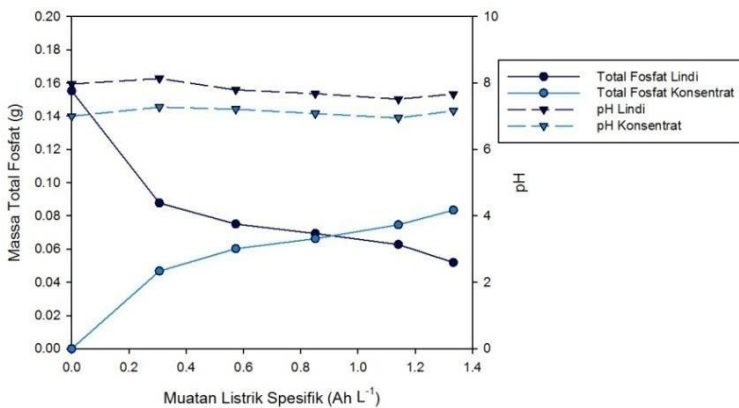 0.20
0.18
0.16
0.14
0.12
0.10
0.08
0.06
0.04
0.02
0.00
Massa Total Fosfat (g)
10
8
6
4
2
0
pH
0.0 0.2 0.4 0.6 0.8 1.0 1.2 1.4
Muatan Listrik Spesifik (Ah L⁻¹)
Total Fosfat Lindi
Total Fosfat Konsentrat
pH Lindi
pH Konsentrat